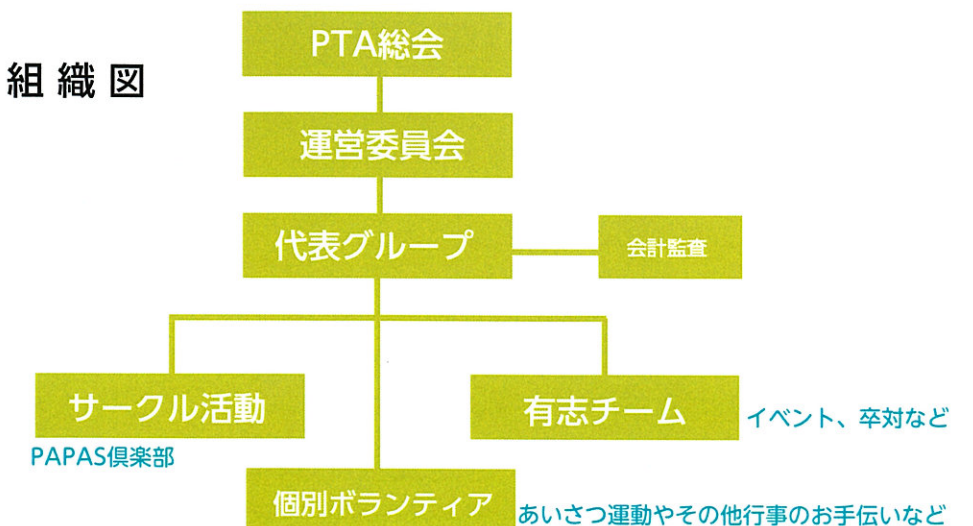 組織図
PTA総会
運営委員会
代表グループ
会計監査
サークル活動
PAPAS倶楽部
有志チーム
イベント、卒対など
個別ボランティア
あいさつ運動やその他行事のお手伝いなど